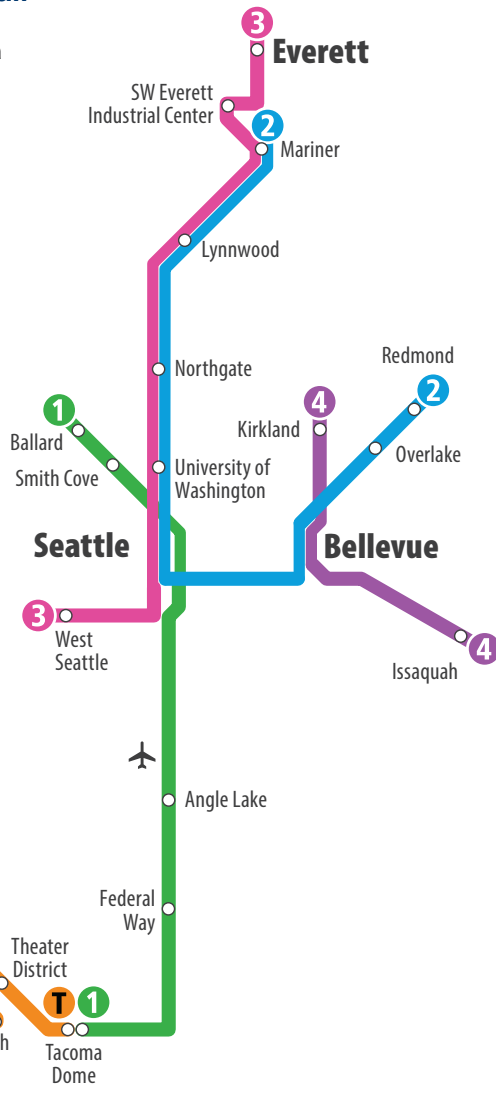 3
Everett
SW Everett
Industrial Center
2
Mariner
Lynnwood
Northgate
Redmond
1
4
2
Ballard
Kirkland
Overlake
Smith Cove
University of
Washington
Seattle
Bellevue
3
West
Seattle
Issaquah
4
Angle Lake
Federal
Way
Theater
District
T
1
Tacoma
Dome